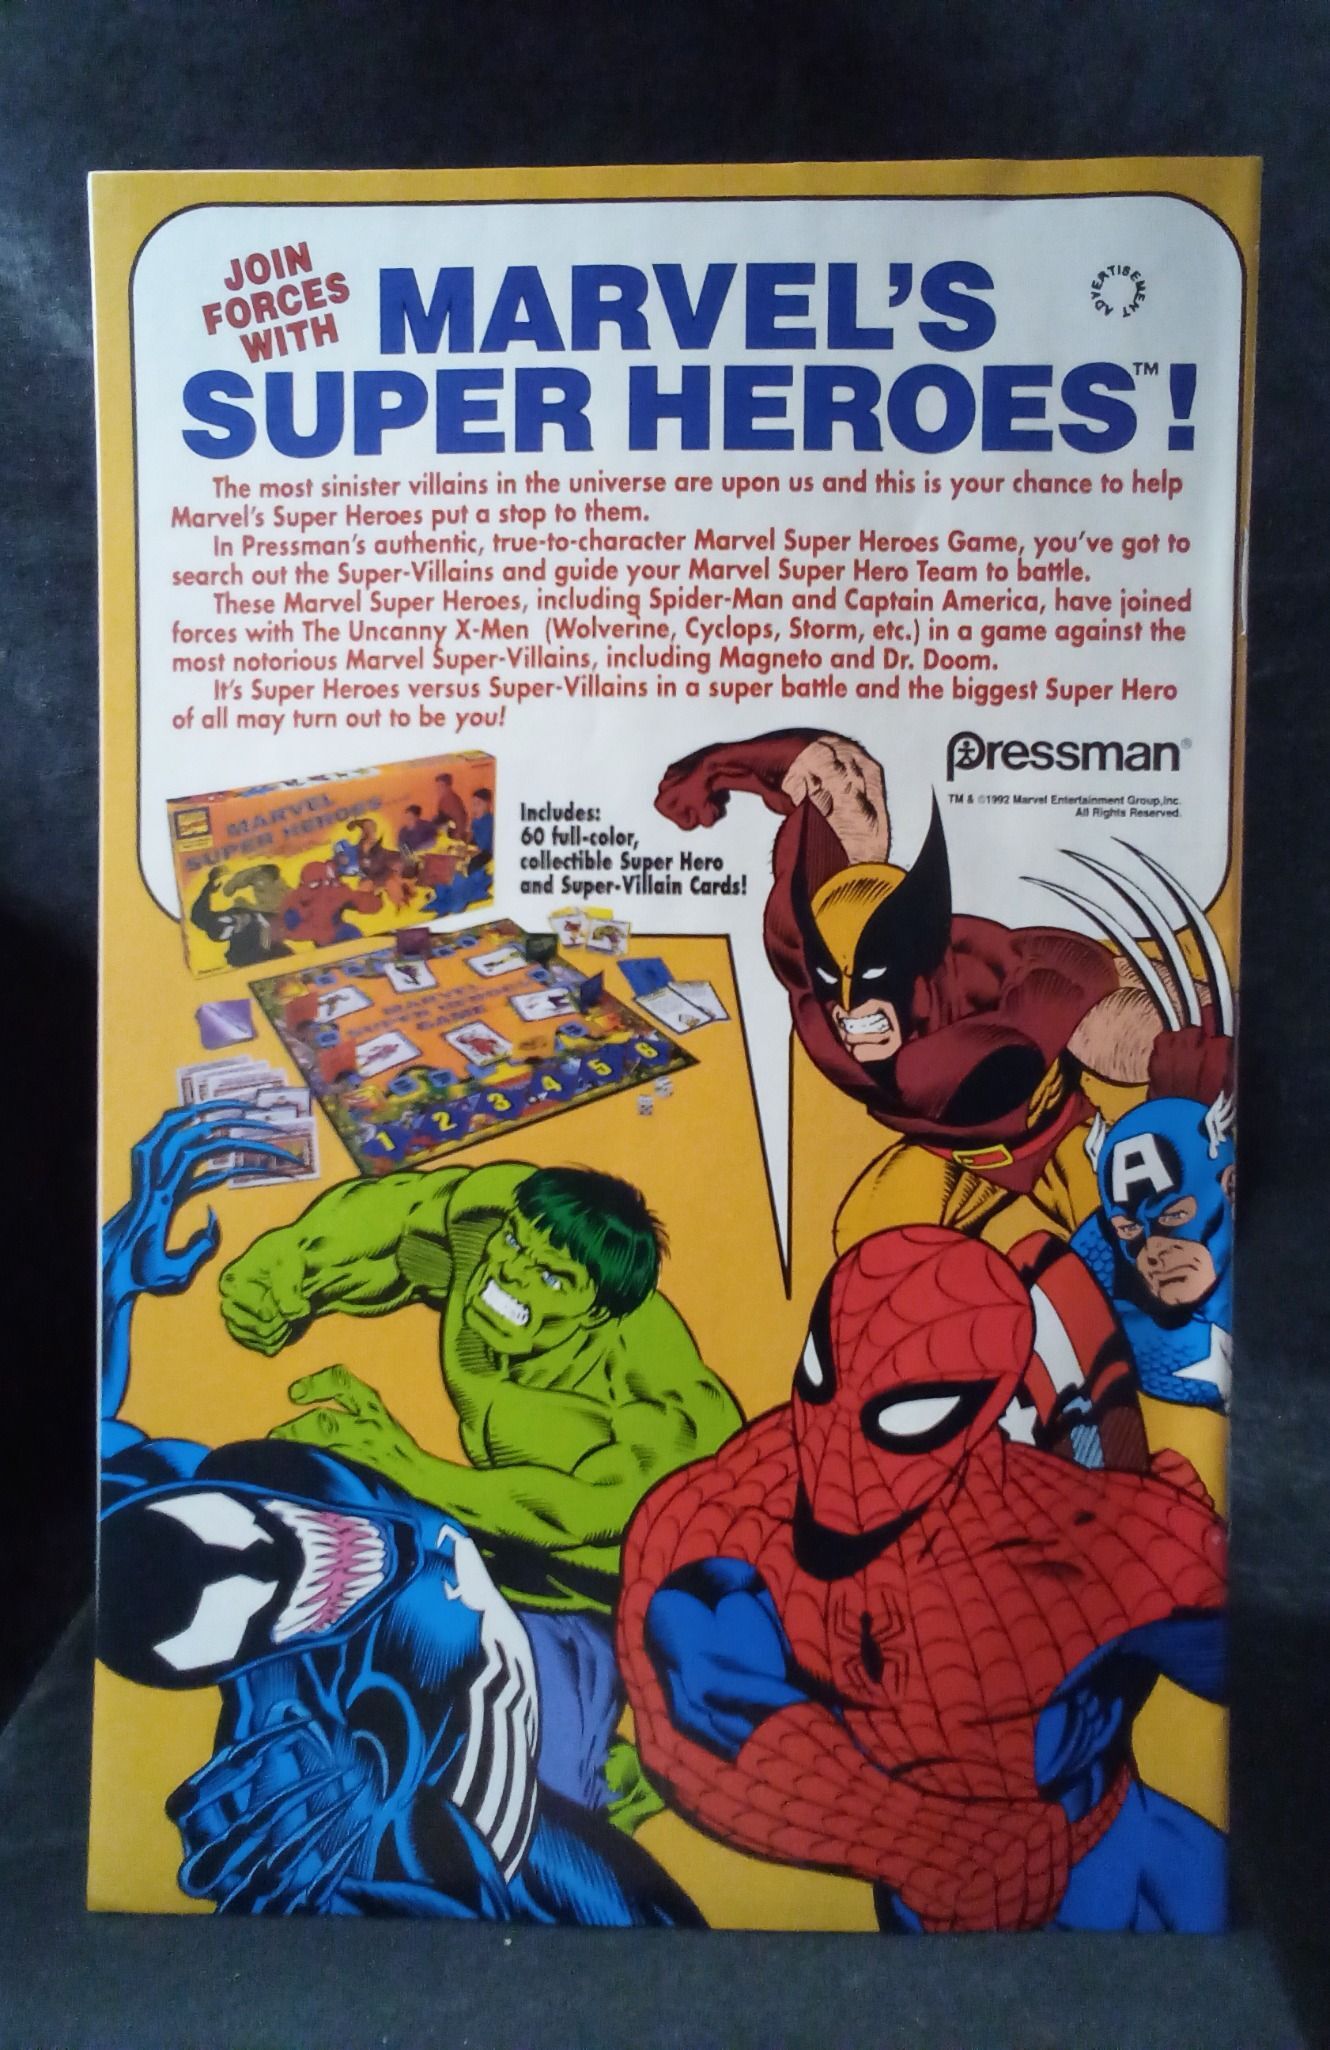 JOIN
FORCES
WITH
MARVEL'S
SUPER HEROES™!
ADVERTISEMENT
The most sinister villains in the universe are upon us and this is your chance to help
Marvel's Super Heroes put a stop to them.
In Pressman's authentic, true-to-character Marvel Super Heroes Game, you've got to
search out the Super-Villains and guide your Marvel Super Hero Team to battle.
These Marvel Super Heroes, including Spider-Man and Captain America, have joined
forces with The Uncanny X-Men (Wolverine, Cyclops, Storm, etc.) in a game against the
most notorious Marvel Super-Villains, including Magneto and Dr. Doom.
It's Super Heroes versus Super-Villains in a super battle and the biggest Super Hero
of all may turn out to be you!
Pressman®
TM & ©1992 Marvel Entertainment Group,Inc.
All Rights Reserved.
MARVEL
SUPER HEROES
Includes:
60 full-color,
collectible Super Hero
and Super-Villain Cards!
MARVEL
SUPER HEROES
GAME
1 2 3 4 5 6
A